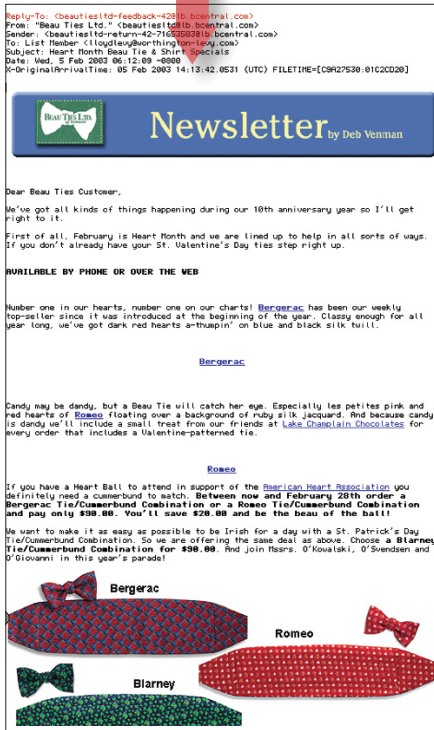 Reply-To: <beautiesltd-feedback-42@lb.bcentral.com>
From: "Beau Ties Ltd." <beautiesltd@lb.bcentral.com>
Sender: <beautiesltd-return-42-71653503@lb.bcentral.com>
To: List Member <lloydlevy@worthington-levy.com>
Subject: Heart Month Beau Tie & Shirt Specials
Date: Wed, 5 Feb 2003 06:12:09 -0800
X-OriginalArrivalTime: 05 Feb 2003 14:13:42.0531 (UTC) FILETIME=[C9A27530:01C2CD20]
BEAU TIES LTD.
Newsletter by Deb Venman
Dear Beau Ties Customer,
We've got all kinds of things happening during our 10th anniversary year so I'll get
right to it.
First of all, February is Heart Month and we are lined up to help in all sorts of ways.
If you don't already have your St. Valentine's Day ties step right up.
AVAILABLE BY PHONE OR OVER THE WEB
Number one in our hearts, number one on our charts! Bergerac has been our weekly
top-seller since it was introduced at the beginning of the year. Classy enough for all
year long, we've got dark red hearts a-thumpin' on blue and black silk twill.
Bergerac
Candy may be dandy, but a Beau Tie will catch her eye. Especially les petites pink and
red hearts of Romeo floating over a background of ruby silk jacquard. And because candy
is dandy we'll include a small treat from our friends at Lake Champlain Chocolates for
every order that includes a Valentine-patterned tie.
Romeo
If you have a Heart Ball to attend in support of the American Heart Association you
definitely need a cummerbund to match. Between now and February 28th order a
Bergerac Tie/Cummerbund Combination or a Romeo Tie/Cummerbund Combination
and pay only $90.00. You'll save $20.00 and be the beau of the ball!
We want to make it as easy as possible to be Irish for a day with a St. Patrick's Day
Tie/Cummerbund Combination. So we are offering the same deal as above. Choose a Blarney
Tie/Cummerbund Combination for $90.00. And join Mssrs. O'Kowalski, O'Svendsen and
O'Giovanni in this year's parade!
Bergerac
Romeo
Blarney